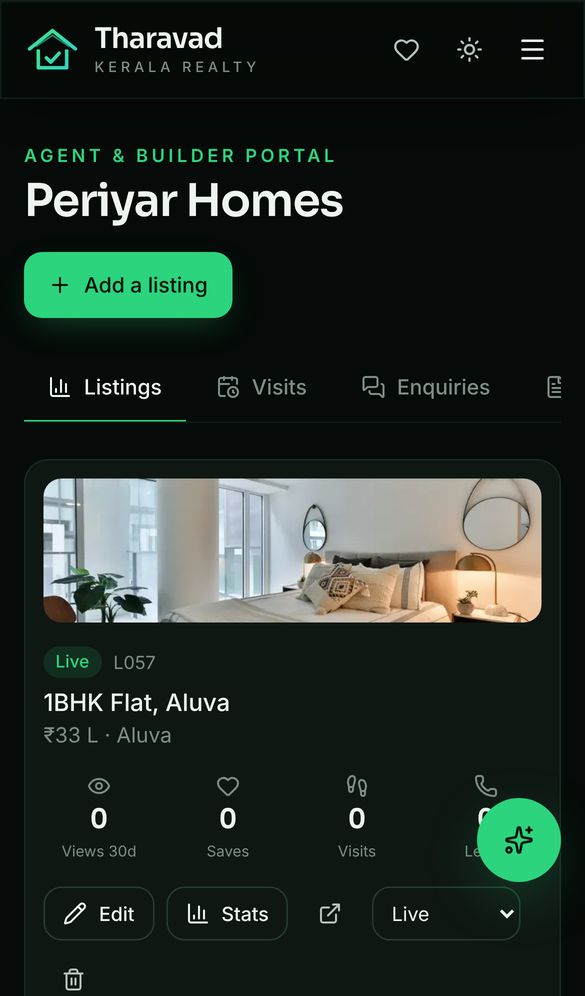 Tharavad
KERALA REALTY
AGENT & BUILDER PORTAL
Periyar Homes
+ Add a listing
Listings Visits Enquiries
Live L057
1BHK Flat, Aluva
₹33 L · Aluva
0 0 0
Views 30d Saves Visits
Edit Stats Live